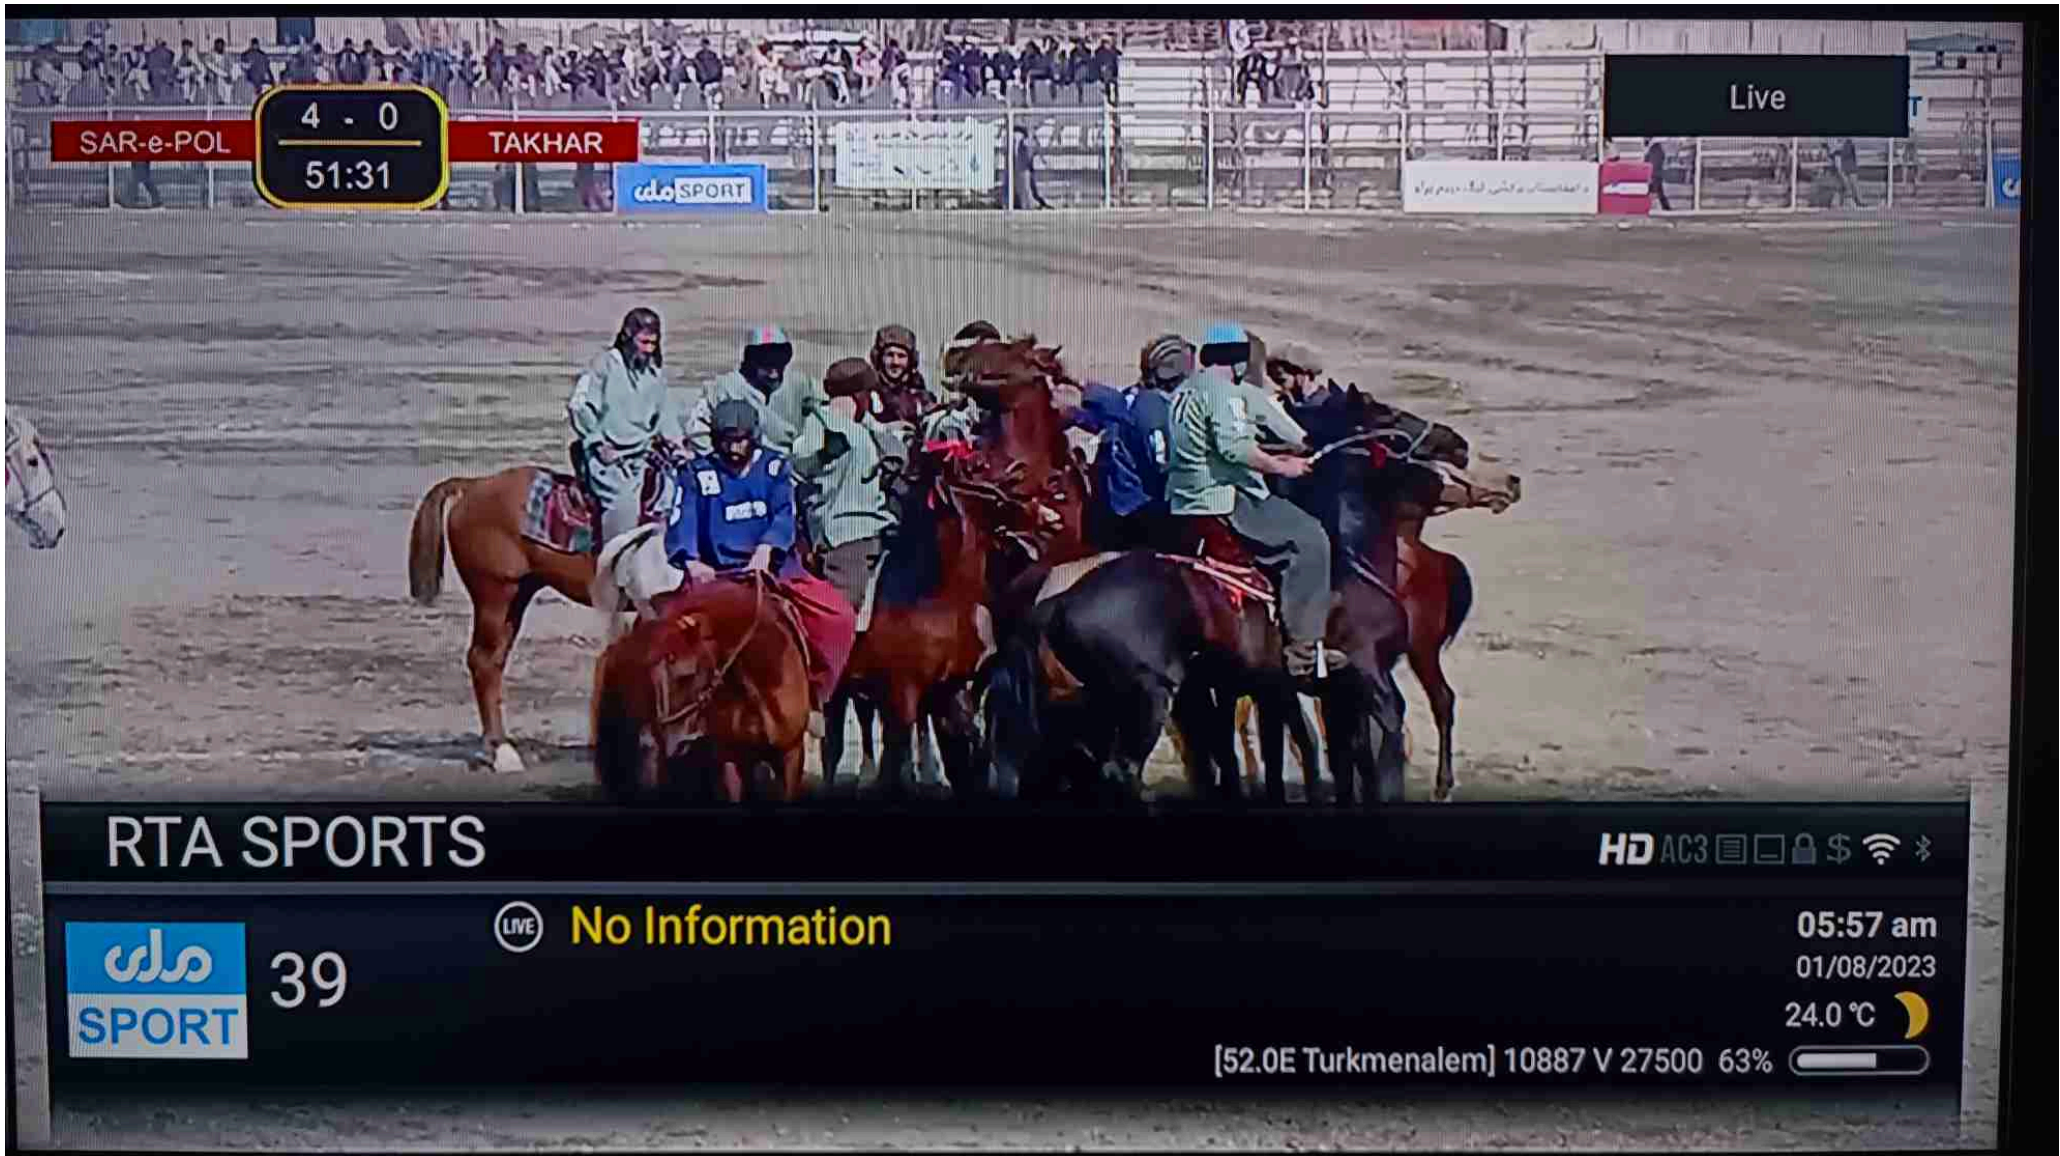 4 - 0
SAR-e-POL
TAKHAR
51:31
Live
ملی SPORT
RTA SPORTS
HD AC3 $
LIVE No Information
05:57 am
ملی
SPORT
39
01/08/2023
24.0 °C
[52.0E Turkmenalem] 10887 V 27500 63%